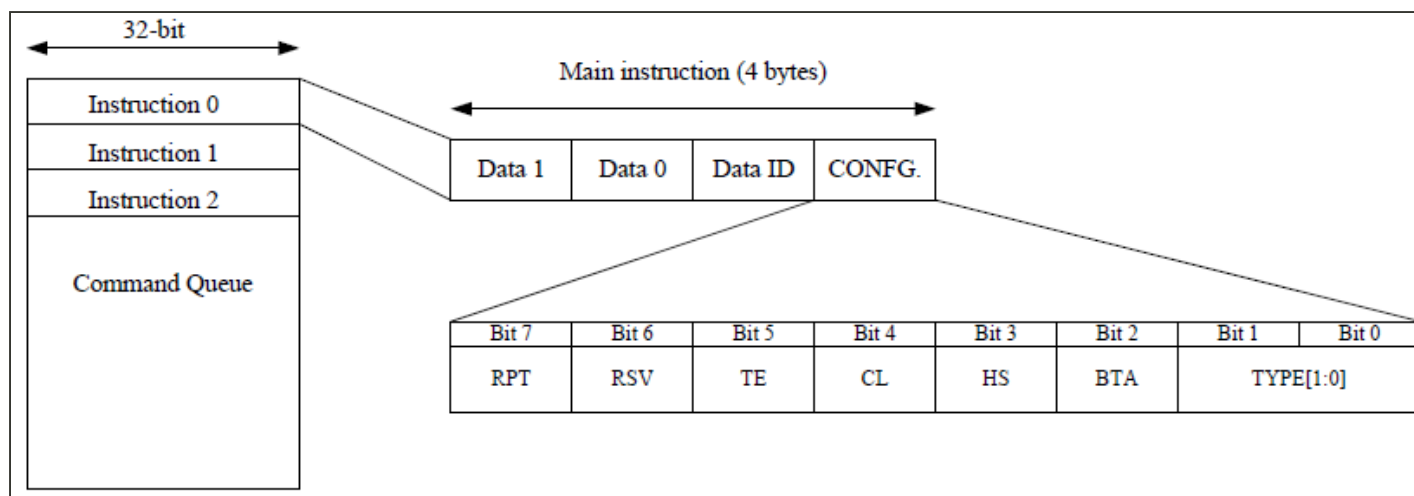 32-bit
Main instruction (4 bytes)
Instruction 0
Instruction 1
Instruction 2
Command Queue
Data 1 Data 0 Data ID CONFG.
Bit 7 Bit 6 Bit 5 Bit 4 Bit 3 Bit 2 Bit 1 Bit 0
RPT RSV TE CL HS BTA TYPE[1:0]